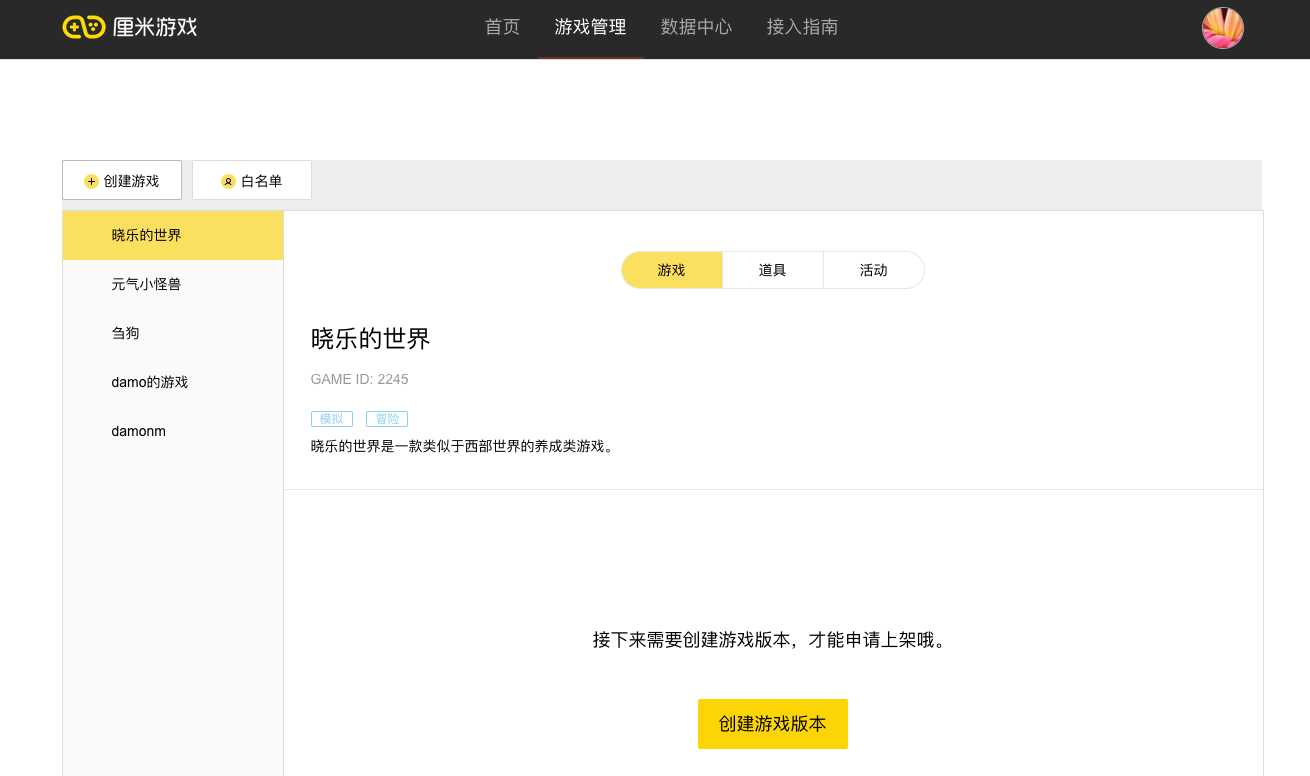 厘米游戏 首页 游戏管理 数据中心 接入指南
创建游戏 白名单
晓乐的世界
元气小怪兽
刍狗
damo的游戏
damonm
游戏 道具 活动
晓乐的世界
GAME ID: 2245
模拟 冒险
晓乐的世界是一款类似于西部世界的养成类游戏。
接下来需要创建游戏版本，才能申请上架哦。
创建游戏版本